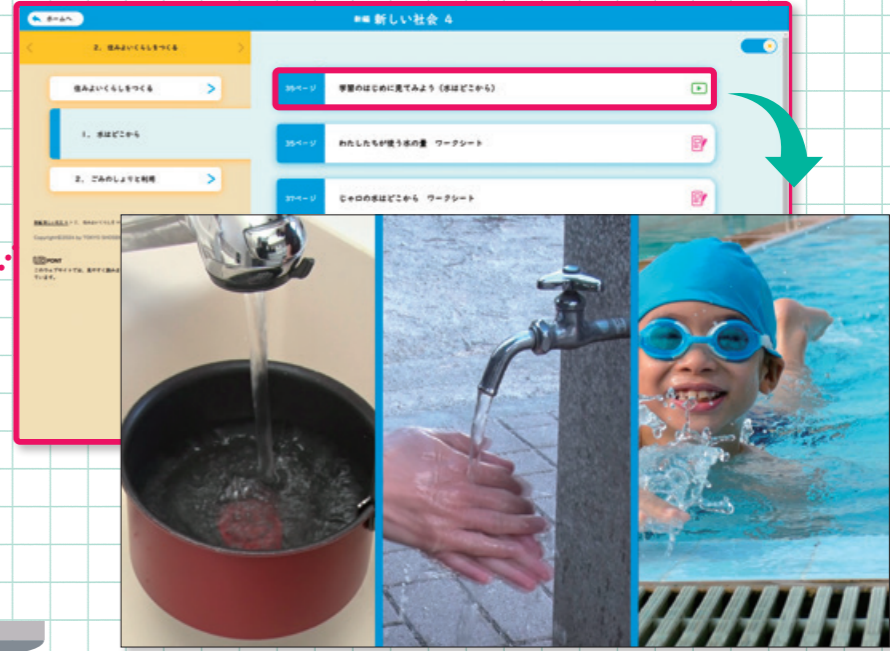 ホームへ
新編 新しい社会 4
2. 住みよいくらしをつくる
住みよいくらしをつくる
1. 水はどこから
2. ごみのしょりと利用
35ページ 学習のはじめに見てみよう（水はどこから）
35ページ わたしたちが使う水の量 ワークシート
37ページ じゃ口の水はどこから ワークシート